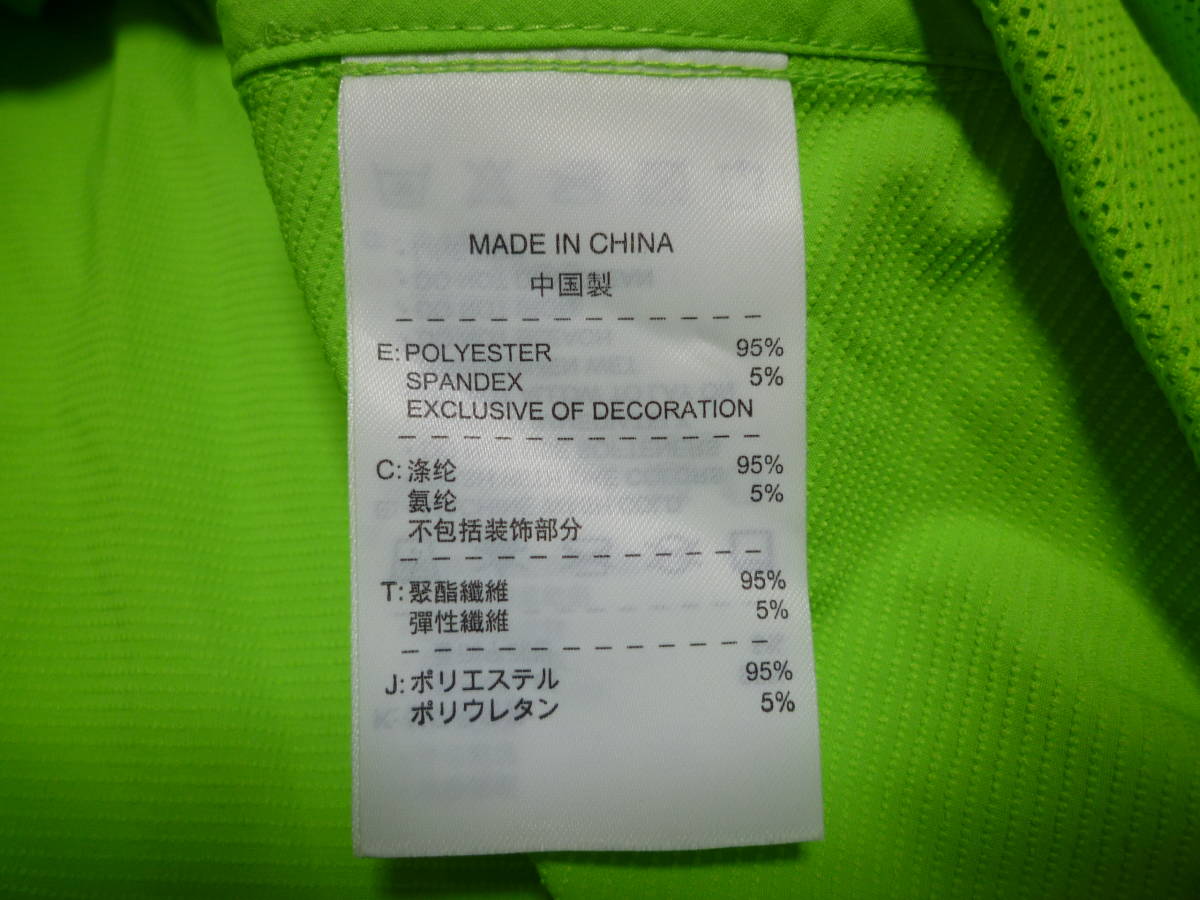 MADE IN CHINA
中国製
E: POLYESTER 95%
SPANDEX 5%
EXCLUSIVE OF DECORATION
C: 涤纶 95%
氨纶 5%
不包括装饰部分
T: 聚酯纖維 95%
彈性纖維 5%
J: ポリエステル 95%
ポリウレタン 5%